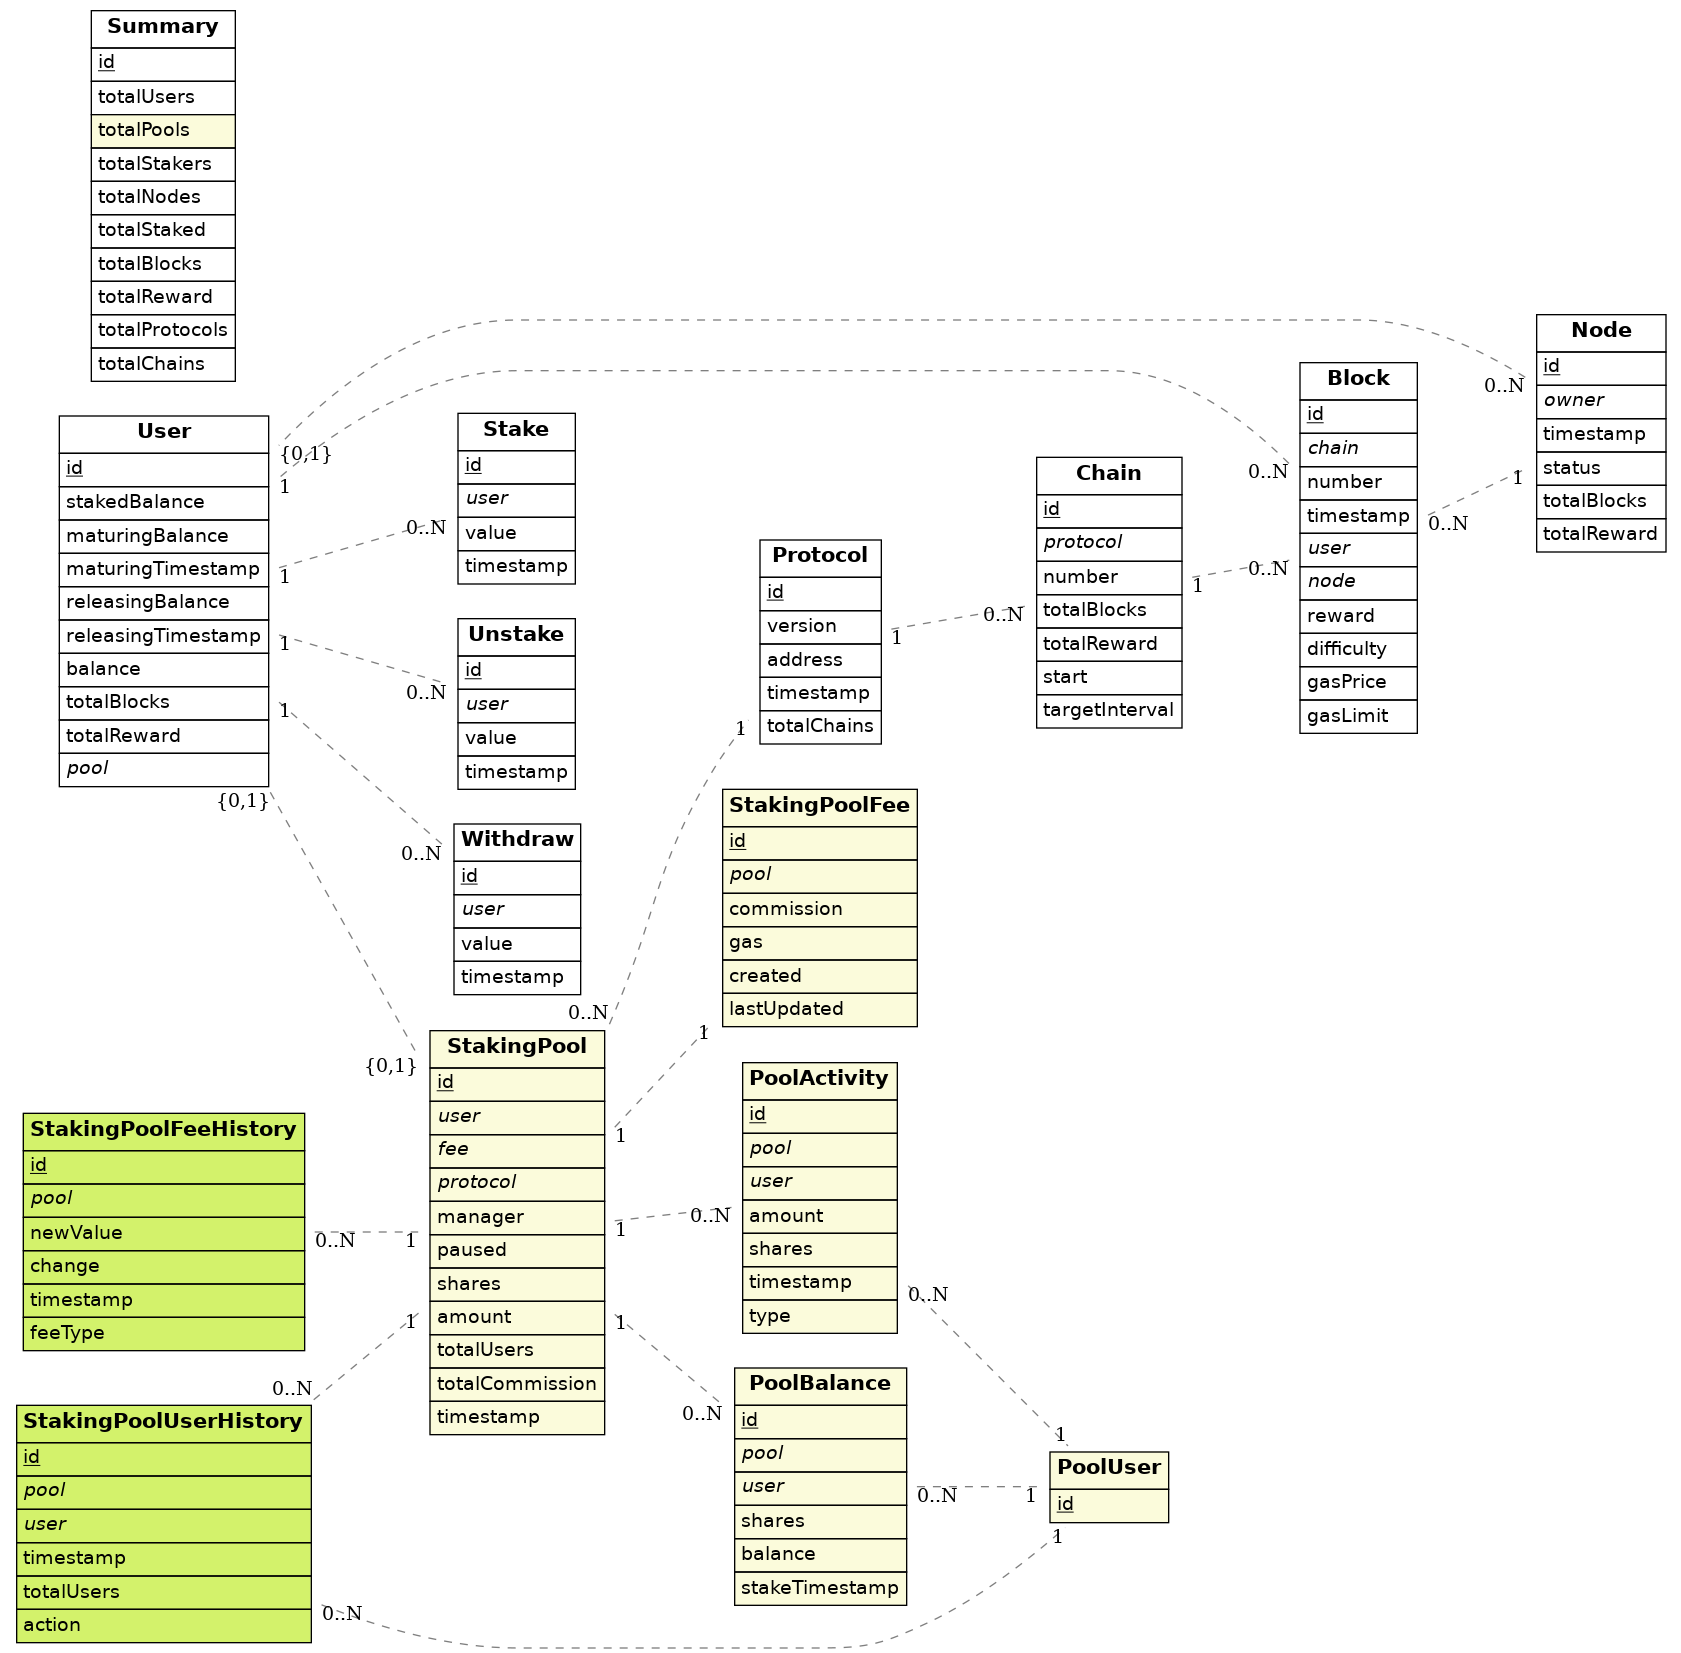 Summary
id
totalUsers
totalPools
totalStakers
totalNodes
totalStaked
totalBlocks
totalReward
totalProtocols
totalChains
User
id
stakedBalance
maturingBalance
maturingTimestamp
releasingBalance
releasingTimestamp
balance
totalBlocks
totalReward
pool
{0,1}
1
1
1
1
{0,1}
Stake
id
user
value
timestamp
0..N
Unstake
id
user
value
timestamp
0..N
Withdraw
id
user
value
timestamp
0..N
Protocol
id
version
address
timestamp
totalChains
1
1
Chain
id
protocol
number
totalBlocks
totalReward
start
targetInterval
0..N
1
Block
id
chain
number
timestamp
user
node
reward
difficulty
gasPrice
gasLimit
0..N
0..N
0..N
Node
id
owner
timestamp
status
totalBlocks
totalReward
0..N
1
StakingPoolFee
id
pool
commission
gas
created
lastUpdated
1
StakingPool
id
user
fee
protocol
manager
paused
shares
amount
totalUsers
totalCommission
timestamp
0..N
{0,1}
1
1
1
1
1
PoolActivity
id
pool
user
amount
shares
timestamp
type
0..N
0..N
StakingPoolFeeHistory
id
pool
newValue
change
timestamp
feeType
0..N
StakingPoolUserHistory
id
pool
user
timestamp
totalUsers
action
0..N
0..N
PoolBalance
id
pool
user
shares
balance
stakeTimestamp
0..N
0..N
PoolUser
id
1
1
1